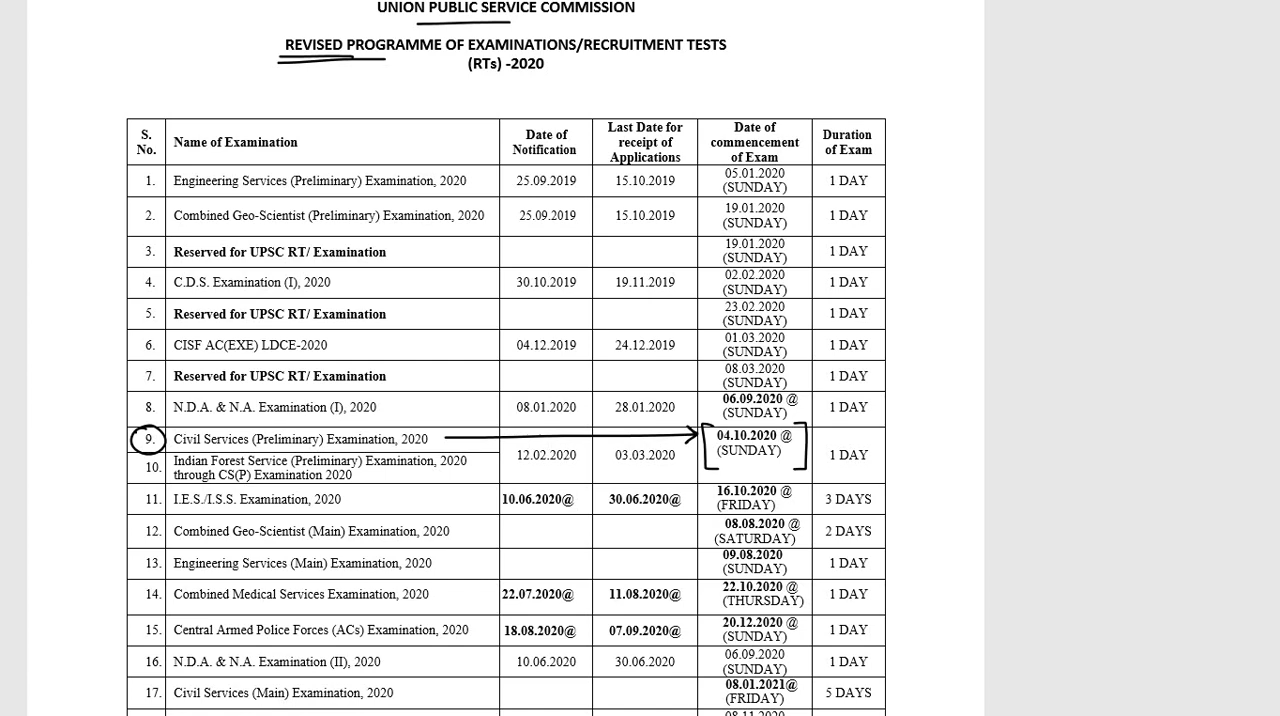 UNION PUBLIC SERVICE COMMISSION
REVISED PROGRAMME OF EXAMINATIONS/RECRUITMENT TESTS
(RTs) -2020
S. No. Name of Examination Date of Notification Last Date for receipt of Applications Date of commencement of Exam Duration of Exam
1. Engineering Services (Preliminary) Examination, 2020 25.09.2019 15.10.2019 05.01.2020 (SUNDAY) 1 DAY
2. Combined Geo-Scientist (Preliminary) Examination, 2020 25.09.2019 15.10.2019 19.01.2020 (SUNDAY) 1 DAY
3. Reserved for UPSC RT/ Examination 19.01.2020 (SUNDAY) 1 DAY
4. C.D.S. Examination (I), 2020 30.10.2019 19.11.2019 02.02.2020 (SUNDAY) 1 DAY
5. Reserved for UPSC RT/ Examination 23.02.2020 (SUNDAY) 1 DAY
6. CISF AC(EXE) LDCE-2020 04.12.2019 24.12.2019 01.03.2020 (SUNDAY) 1 DAY
7. Reserved for UPSC RT/ Examination 08.03.2020 (SUNDAY) 1 DAY
8. N.D.A. & N.A. Examination (I), 2020 08.01.2020 28.01.2020 06.09.2020 @ (SUNDAY) 1 DAY
9. Civil Services (Preliminary) Examination, 2020 12.02.2020 03.03.2020 04.10.2020 @ (SUNDAY) 1 DAY
10. Indian Forest Service (Preliminary) Examination, 2020 through CS(P) Examination 2020
11. I.E.S./I.S.S. Examination, 2020 10.06.2020@ 30.06.2020@ 16.10.2020 @ (FRIDAY) 3 DAYS
12. Combined Geo-Scientist (Main) Examination, 2020 08.08.2020 @ (SATURDAY) 2 DAYS
13. Engineering Services (Main) Examination, 2020 09.08.2020 (SUNDAY) 1 DAY
14. Combined Medical Services Examination, 2020 22.07.2020@ 11.08.2020@ 22.10.2020 @ (THURSDAY) 1 DAY
15. Central Armed Police Forces (ACs) Examination, 2020 18.08.2020@ 07.09.2020@ 20.12.2020 @ (SUNDAY) 1 DAY
16. N.D.A. & N.A. Examination (II), 2020 10.06.2020 30.06.2020 06.09.2020 (SUNDAY) 1 DAY
17. Civil Services (Main) Examination, 2020 08.01.2021@ (FRIDAY) 5 DAYS